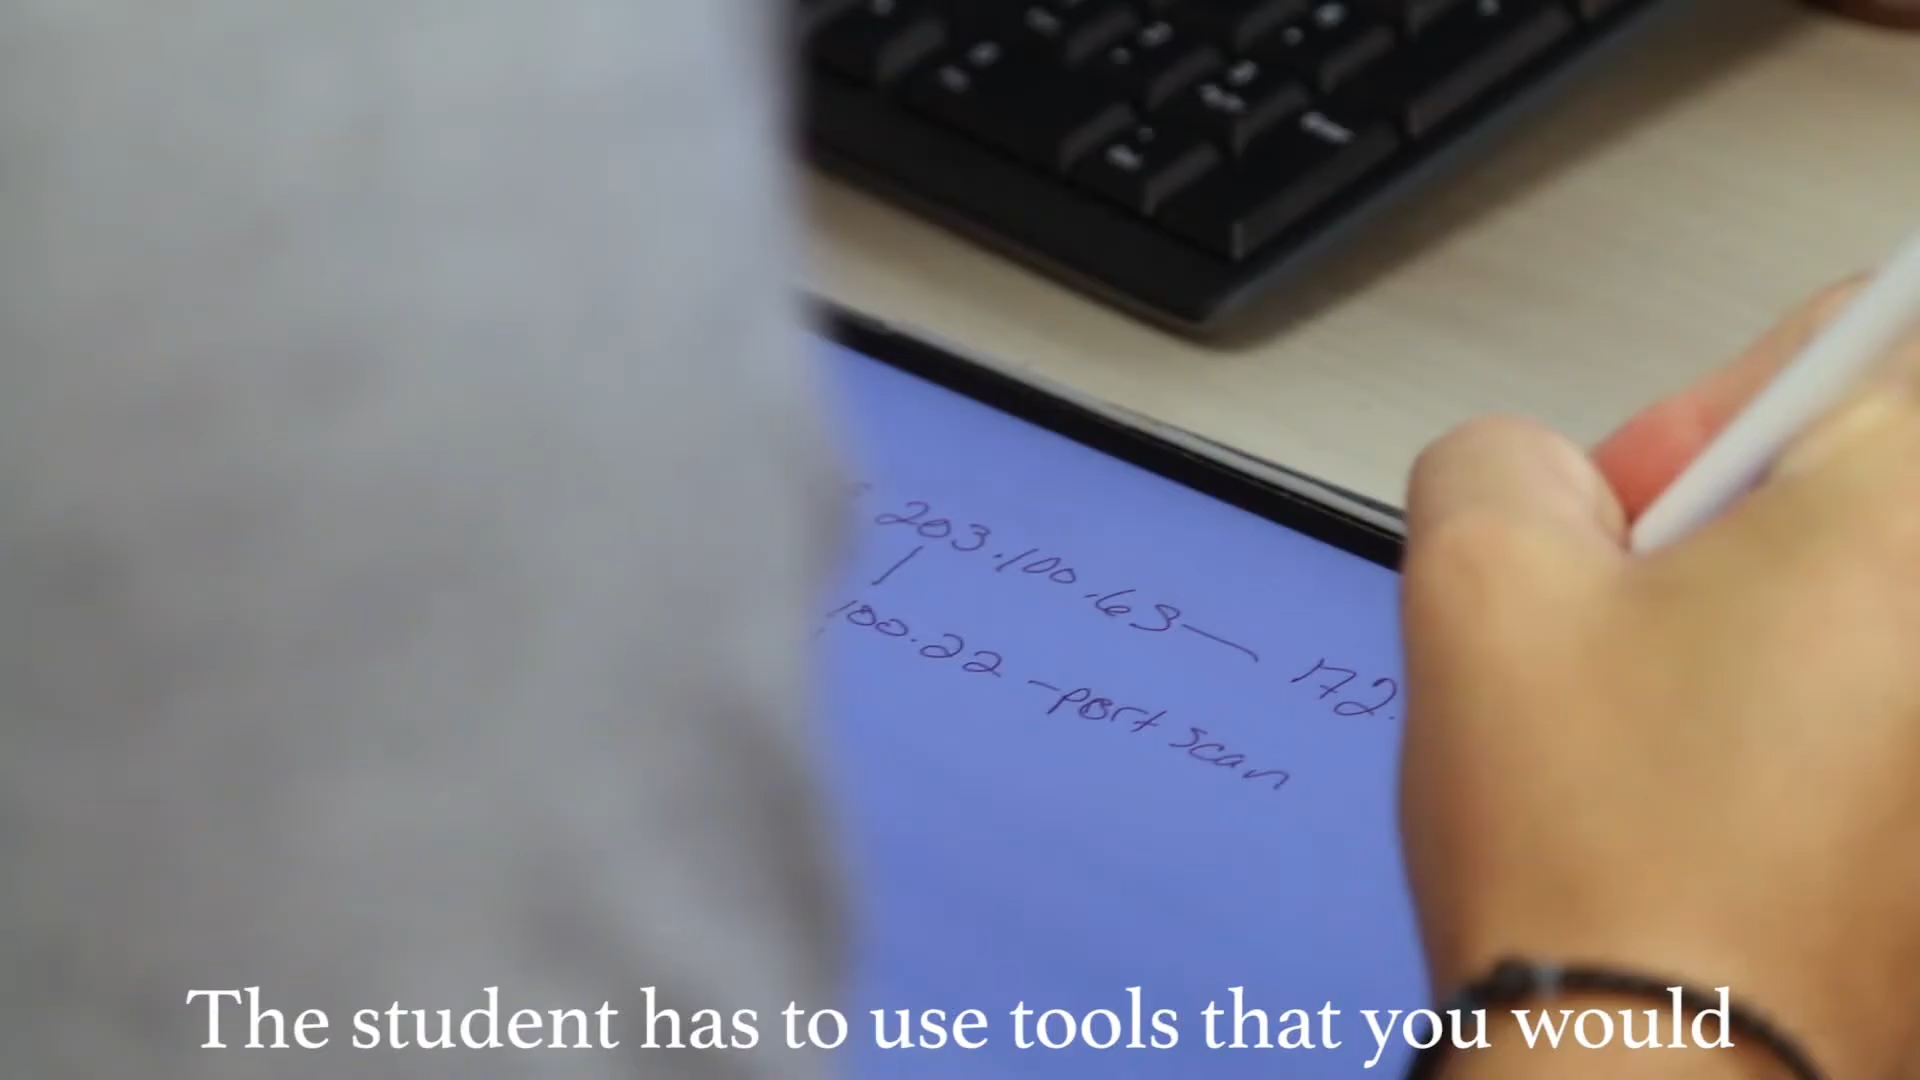 203.100.63— 172.
100.22 -port scan
The student has to use tools that you would